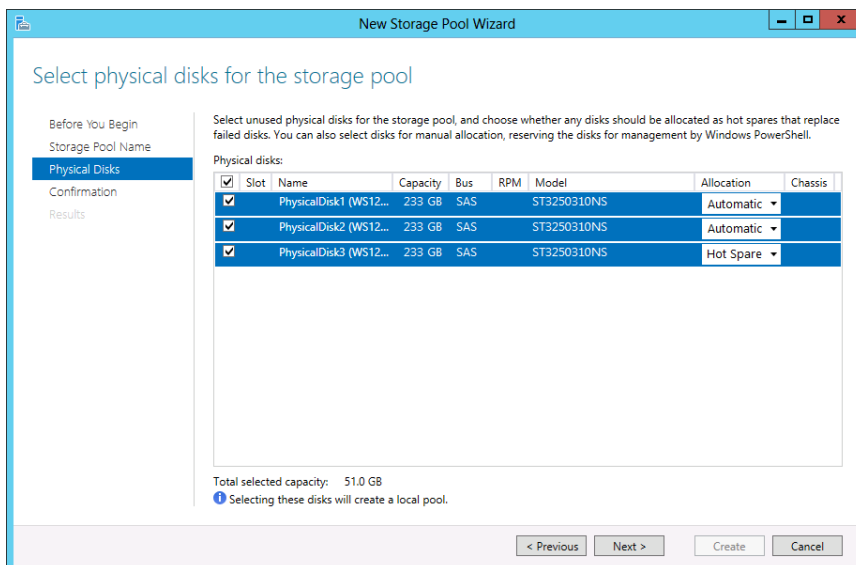 New Storage Pool Wizard
x
Select physical disks for the storage pool
Before You Begin
Storage Pool Name
Physical Disks
Confirmation
Results
Select unused physical disks for the storage pool, and choose whether any disks should be allocated as hot spares that replace
failed disks. You can also select disks for manual allocation, reserving the disks for management by Windows PowerShell.
Physical disks:
Slot Name Capacity Bus RPM Model Allocation Chassis
PhysicalDisk1 (WS12... 233 GB SAS ST3250310NS Automatic
PhysicalDisk2 (WS12... 233 GB SAS ST3250310NS Automatic
PhysicalDisk3 (WS12... 233 GB SAS ST3250310NS Hot Spare
Total selected capacity: 51.0 GB
Selecting these disks will create a local pool.
< Previous Next > Create Cancel